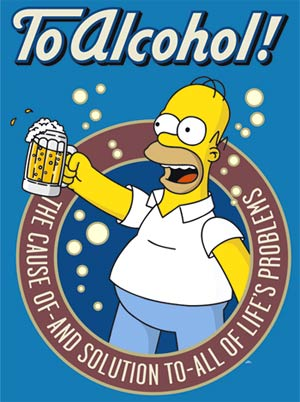 To Alcohol!
THE CAUSE OF-AND SOLUTION TO-ALL OF LIFE'S PROBLEMS